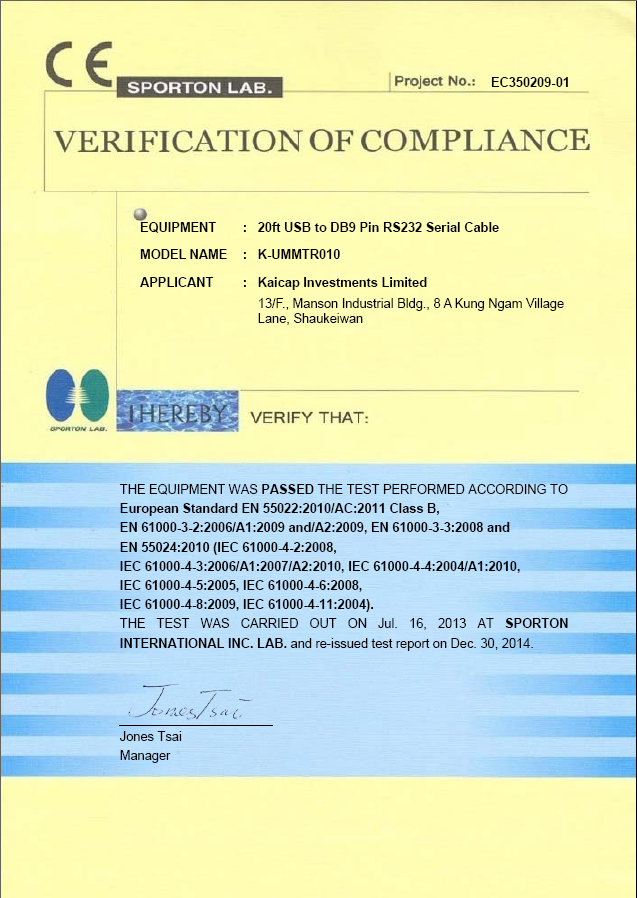 CE
SPORTON LAB.
Project No.: EC350209-01
VERIFICATION OF COMPLIANCE
EQUIPMENT : 20ft USB to DB9 Pin RS232 Serial Cable
MODEL NAME : K-UMMTR010
APPLICANT : Kaicap Investments Limited
13/F., Manson Industrial Bldg., 8 A Kung Ngam Village
Lane, Shaukeiwan
SPORTON LAB.
I HEREBY VERIFY THAT:
THE EQUIPMENT WAS PASSED THE TEST PERFORMED ACCORDING TO
European Standard EN 55022:2010/AC:2011 Class B,
EN 61000-3-2:2006/A1:2009 and/A2:2009, EN 61000-3-3:2008 and
EN 55024:2010 (IEC 61000-4-2:2008,
IEC 61000-4-3:2006/A1:2007/A2:2010, IEC 61000-4-4:2004/A1:2010,
IEC 61000-4-5:2005, IEC 61000-4-6:2008,
IEC 61000-4-8:2009, IEC 61000-4-11:2004).
THE TEST WAS CARRIED OUT ON Jul. 16, 2013 AT SPORTON
INTERNATIONAL INC. LAB. and re-issued test report on Dec. 30, 2014.
Jones Tsai
Jones Tsai
Manager